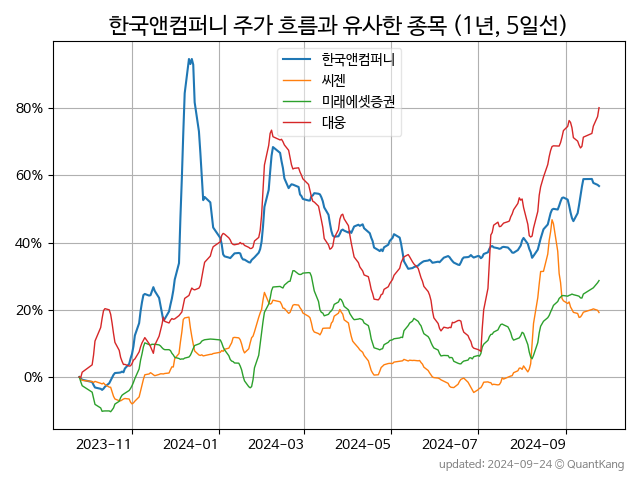 한국앤컴퍼니 주가 흐름과 유사한 종목 (1년, 5일선)
한국앤컴퍼니
씨젠
미래에셋증권
대웅
80%
60%
40%
20%
0%
2023-11 2024-01 2024-03 2024-05 2024-07 2024-09
updated: 2024-09-24 © QuantKang